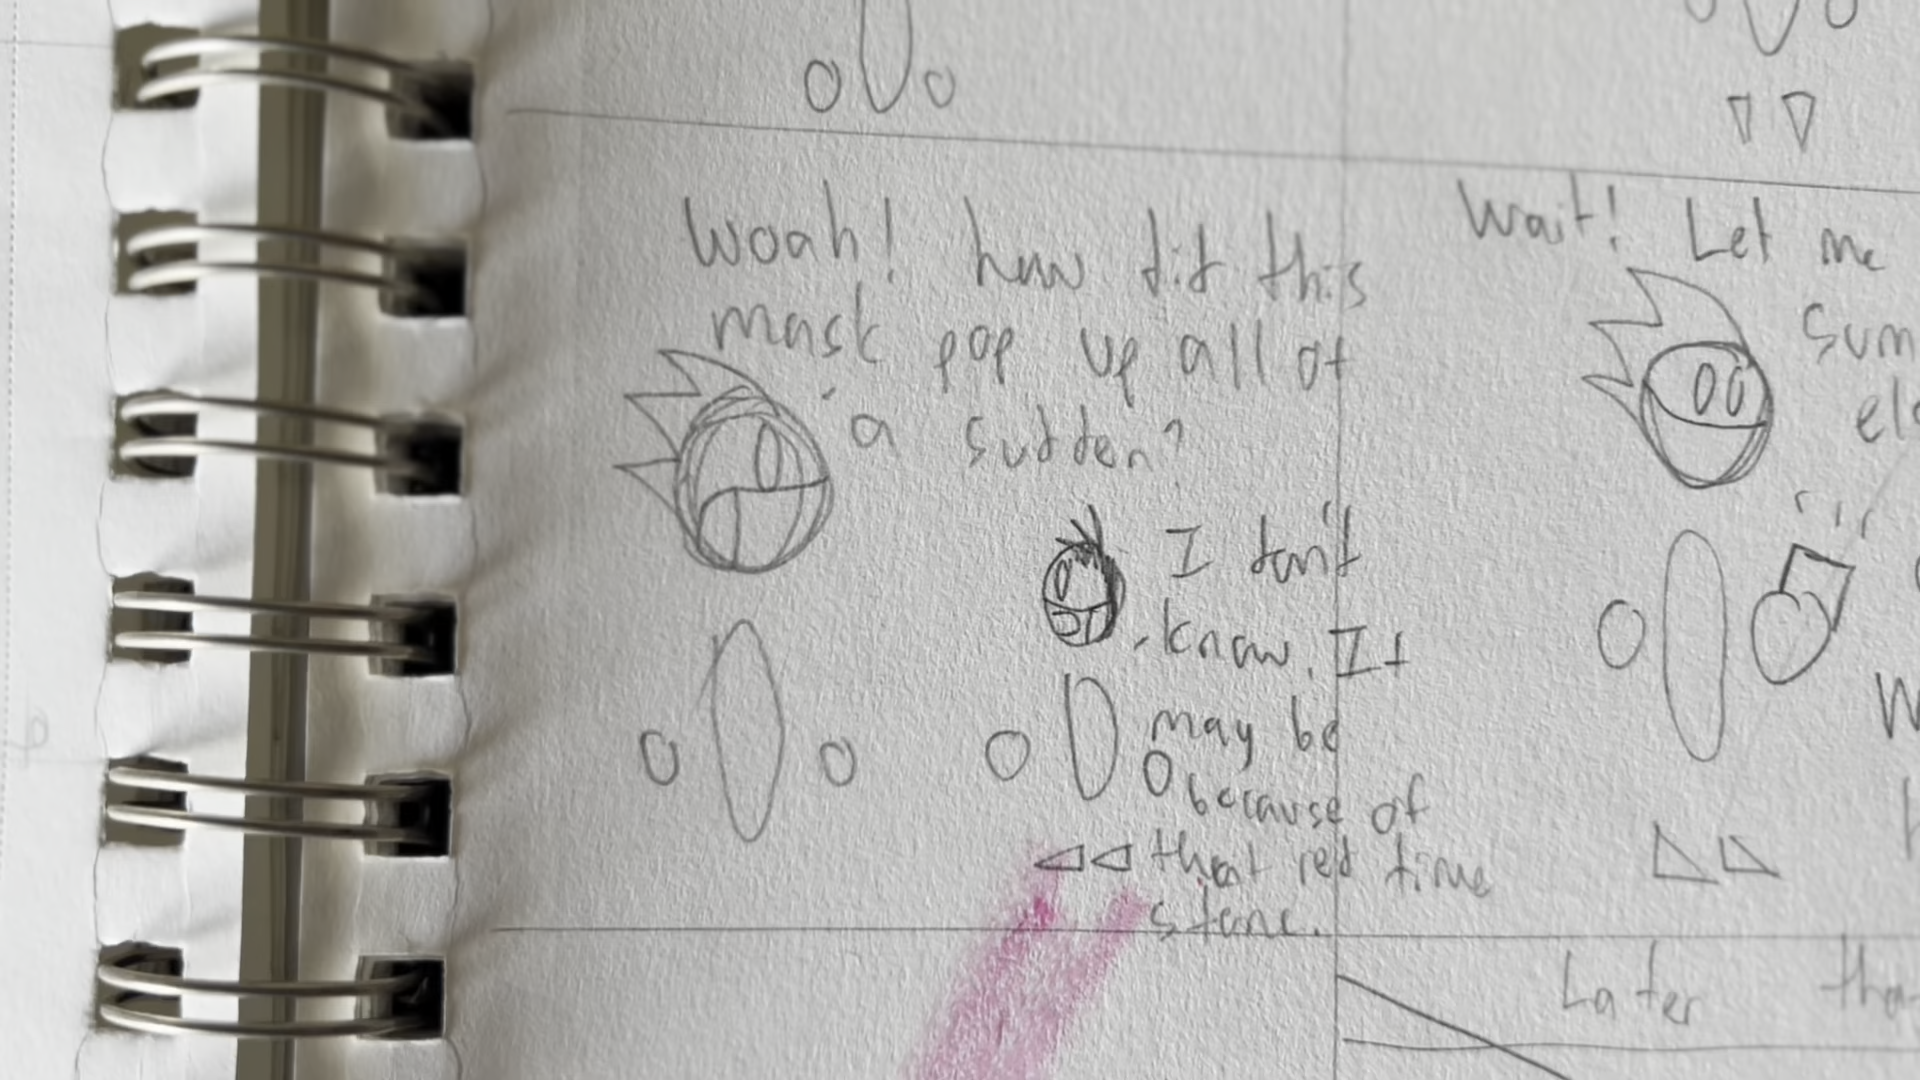 Woah! how did this
mask pop up all of
a sudden?
I don't
know. It
may be
because of
that red time
stone.
Wait! Let me
Later